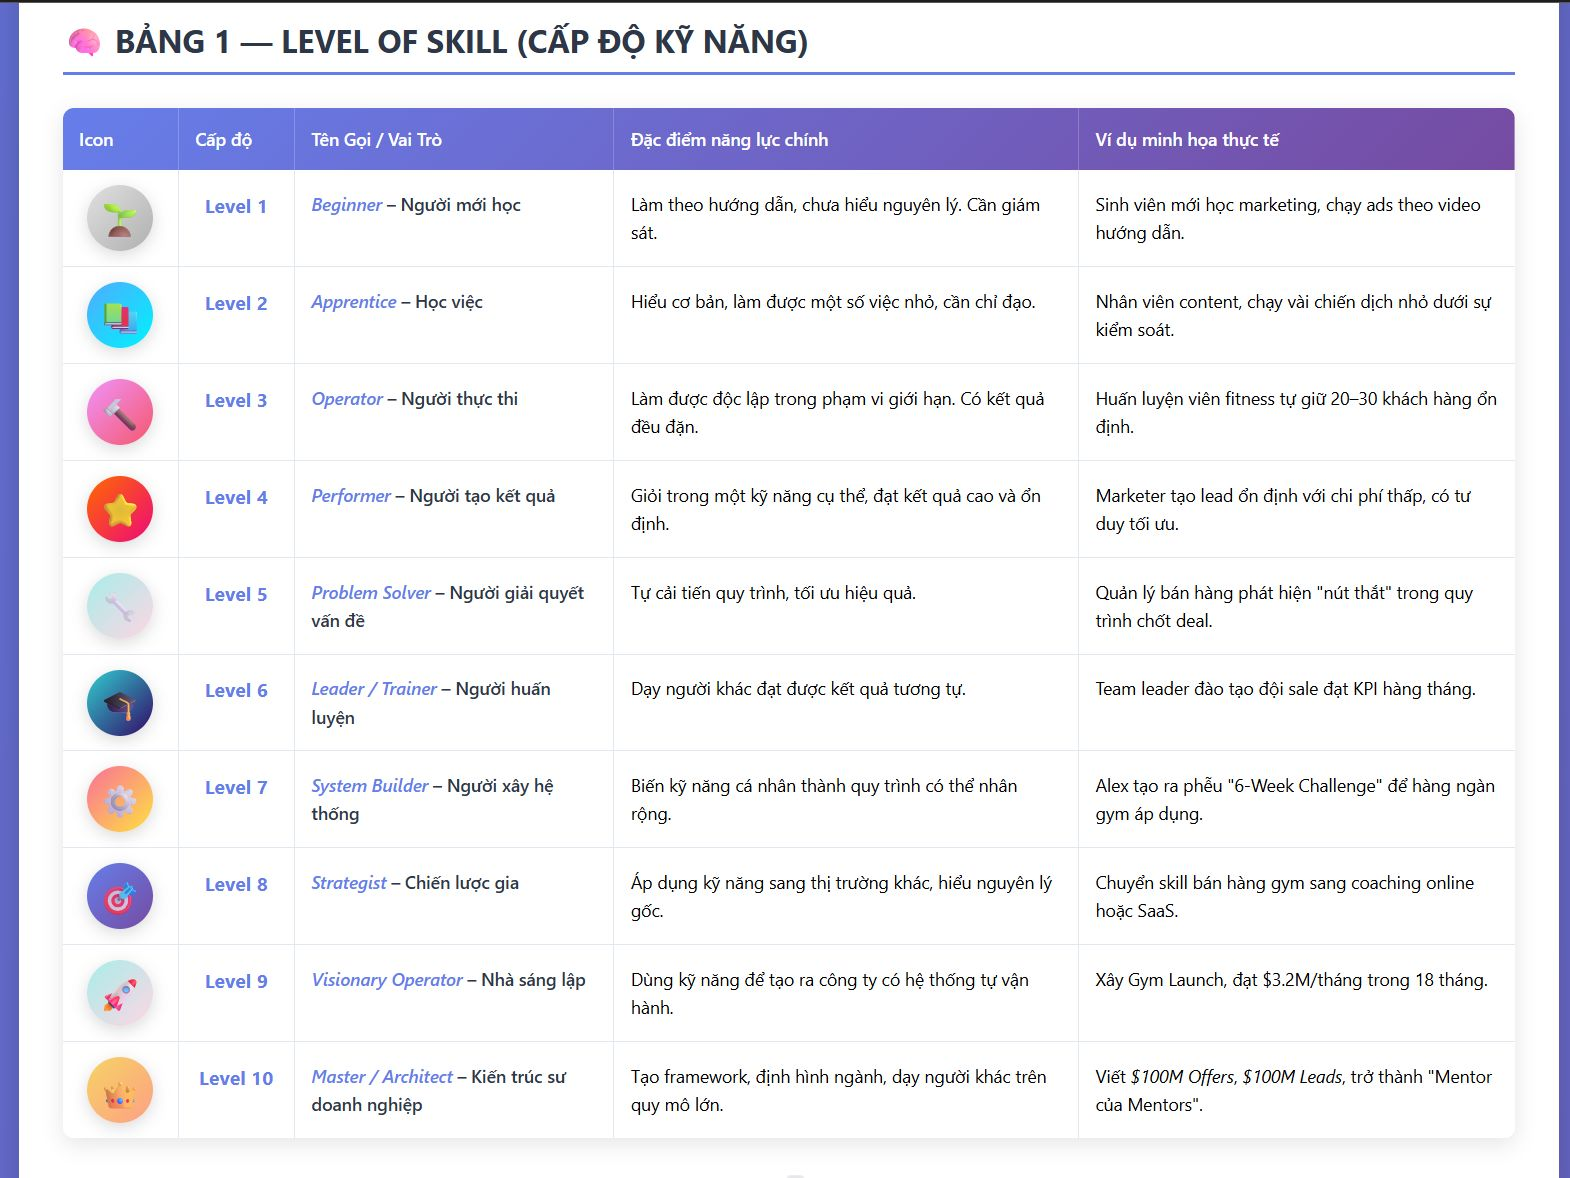 BẢNG 1 — LEVEL OF SKILL (CẤP ĐỘ KỸ NĂNG)
Icon
Cấp độ
Tên Gọi / Vai Trò
Đặc điểm năng lực chính
Ví dụ minh họa thực tế
Level 1
Beginner – Người mới học
Làm theo hướng dẫn, chưa hiểu nguyên lý. Cần giám
sát.
Sinh viên mới học marketing, chạy ads theo video
hướng dẫn.
Level 2
Apprentice – Học việc
Hiểu cơ bản, làm được một số việc nhỏ, cần chỉ đạo.
Nhân viên content, chạy vài chiến dịch nhỏ dưới sự
kiểm soát.
Level 3
Operator – Người thực thi
Làm được độc lập trong phạm vi giới hạn. Có kết quả
đều đặn.
Huấn luyện viên fitness tự giữ 20–30 khách hàng ổn
định.
Level 4
Performer – Người tạo kết quả
Giỏi trong một kỹ năng cụ thể, đạt kết quả cao và ổn
định.
Marketer tạo lead ổn định với chi phí thấp, có tư
duy tối ưu.
Level 5
Problem Solver – Người giải quyết
vấn đề
Tự cải tiến quy trình, tối ưu hiệu quả.
Quản lý bán hàng phát hiện "nút thắt" trong quy
trình chốt deal.
Level 6
Leader / Trainer – Người huấn
luyện
Dạy người khác đạt được kết quả tương tự.
Team leader đào tạo đội sale đạt KPI hàng tháng.
Level 7
System Builder – Người xây hệ
thống
Biến kỹ năng cá nhân thành quy trình có thể nhân
rộng.
Alex tạo ra phễu "6-Week Challenge" để hàng ngàn
gym áp dụng.
Level 8
Strategist – Chiến lược gia
Áp dụng kỹ năng sang thị trường khác, hiểu nguyên lý
gốc.
Chuyển skill bán hàng gym sang coaching online
hoặc SaaS.
Level 9
Visionary Operator – Nhà sáng lập
Dùng kỹ năng để tạo ra công ty có hệ thống tự vận
hành.
Xây Gym Launch, đạt $3.2M/tháng trong 18 tháng.
Level 10
Master / Architect – Kiến trúc sư
doanh nghiệp
Tạo framework, định hình ngành, dạy người khác trên
quy mô lớn.
Viết $100M Offers, $100M Leads, trở thành "Mentor
của Mentors".